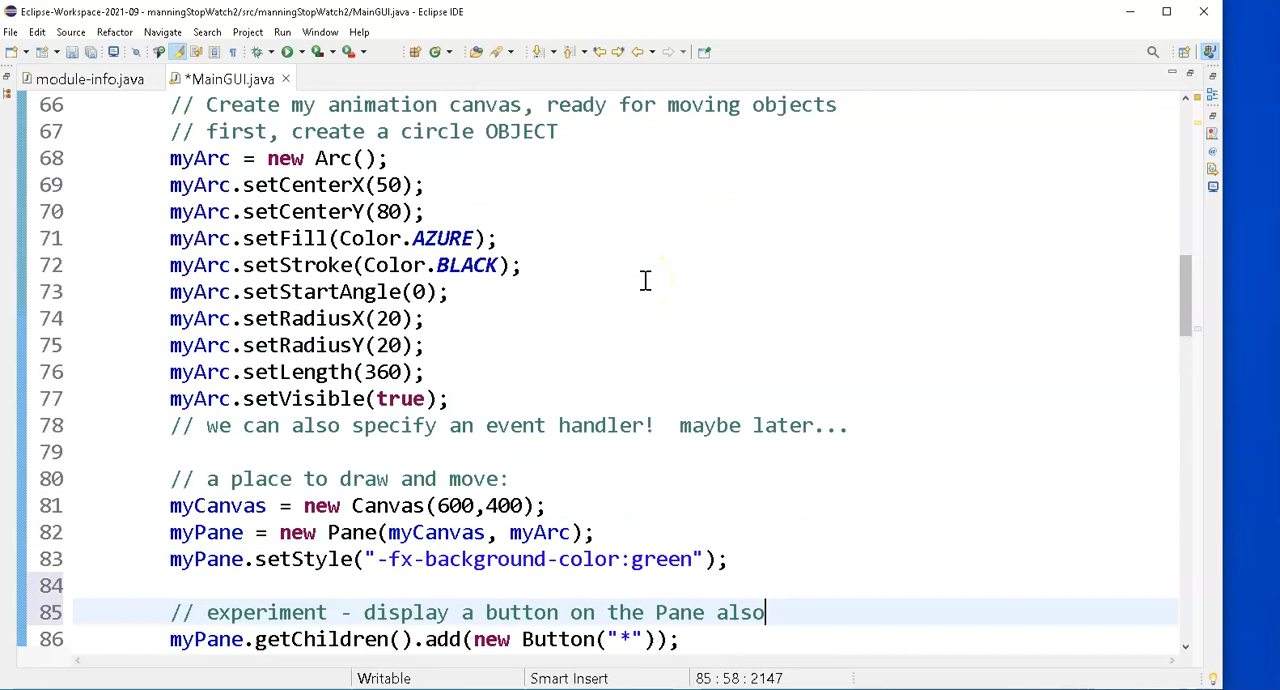 Eclipse-Workspace-2021-09 - manningStopWatch2/src/manningStopWatch2/MainGUI.java - Eclipse IDE
File Edit Source Refactor Navigate Search Project Run Window Help
module-info.java *MainGUI.java
66 // Create my animation canvas, ready for moving objects
67 // first, create a circle OBJECT
68 myArc = new Arc();
69 myArc.setCenterX(50);
70 myArc.setCenterY(80);
71 myArc.setFill(Color.AZURE);
72 myArc.setStroke(Color.BLACK);
73 myArc.setStartAngle(0);
74 myArc.setRadiusX(20);
75 myArc.setRadiusY(20);
76 myArc.setLength(360);
77 myArc.setVisible(true);
78 // we can also specify an event handler!  maybe later...
79
80 // a place to draw and move:
81 myCanvas = new Canvas(600,400);
82 myPane = new Pane(myCanvas, myArc);
83 myPane.setStyle("-fx-background-color:green");
84
85 // experiment - display a button on the Pane also
86 myPane.getChildren().add(new Button("*"));
Writable Smart Insert 85 : 58 : 2147